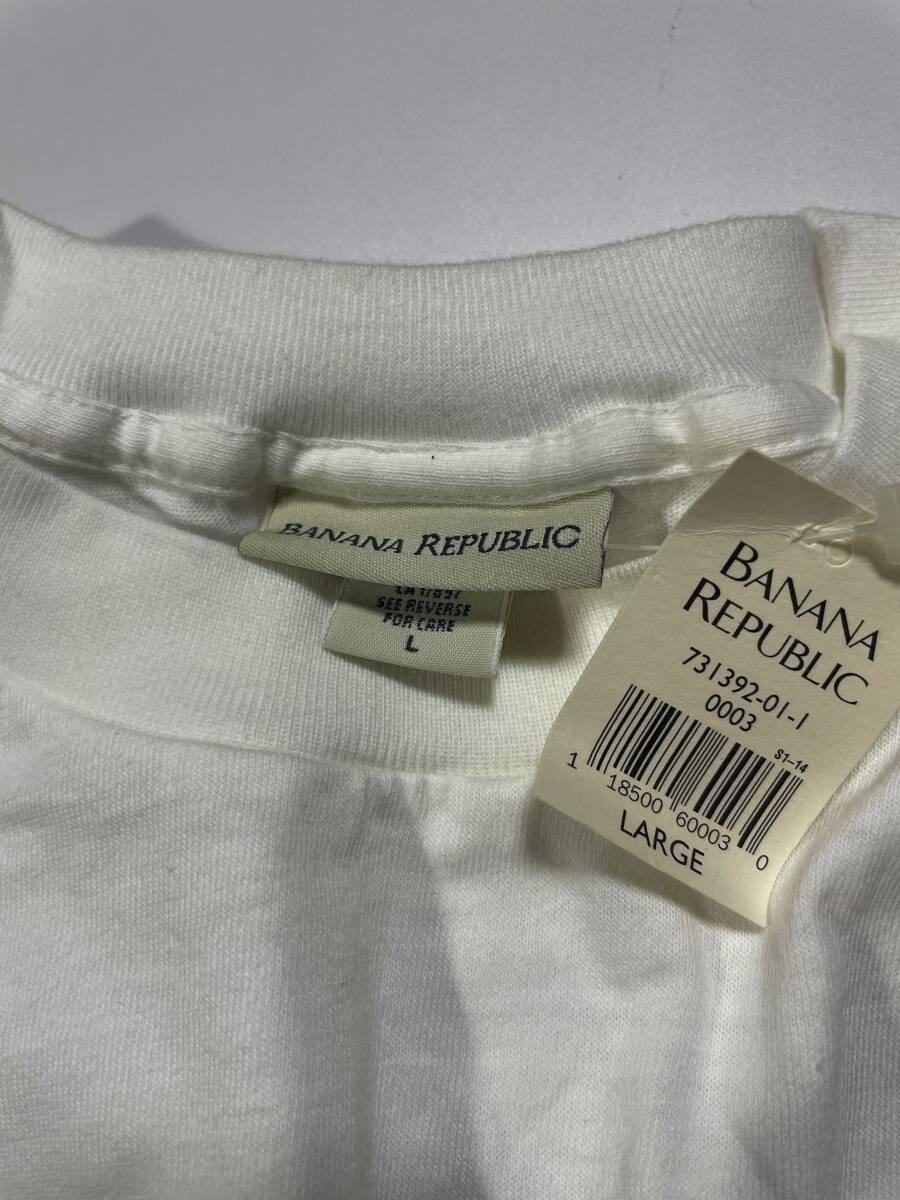 BANANA REPUBLIC
SEE REVERSE
FOR CARE
L
BANANA
REPUBLIC
731392-01-1
0003
S1-14
1 18500 60003 0
LARGE